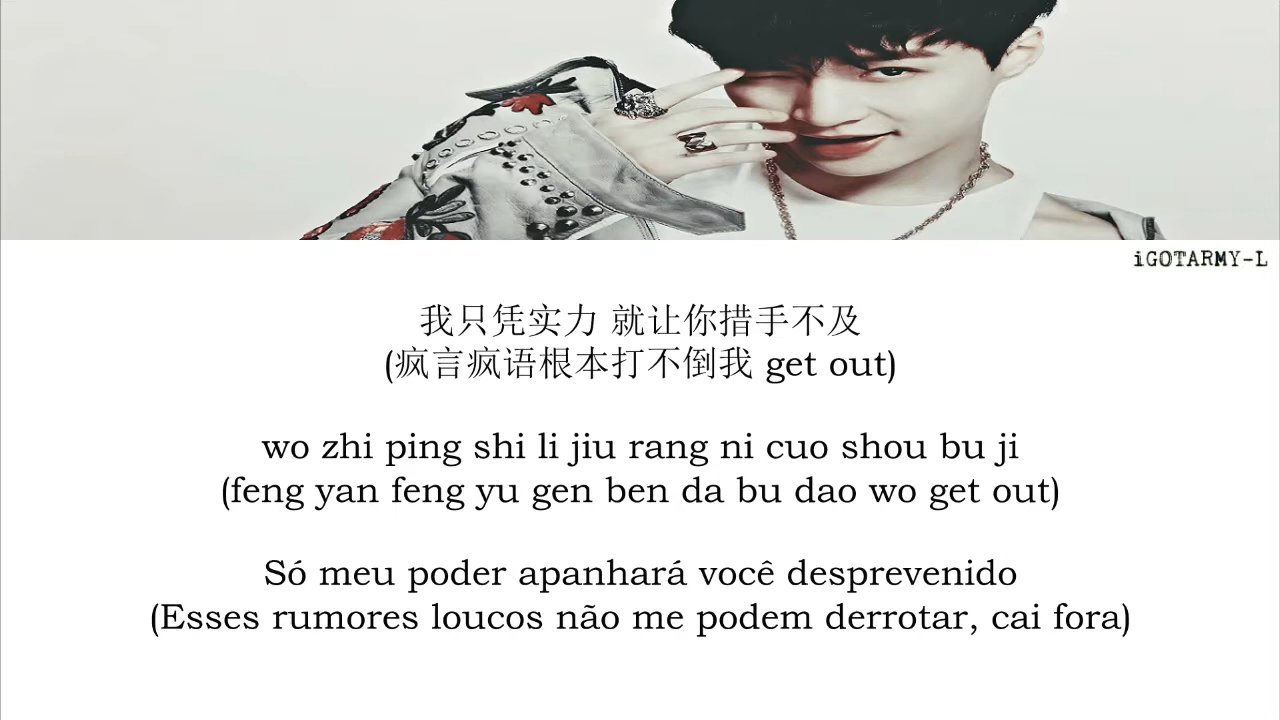 iGOTARMY-L
我只凭实力 就让你措手不及
(疯言疯语根本打不倒我 get out)
wo zhi ping shi li jiu rang ni cuo shou bu ji
(feng yan feng yu gen ben da bu dao wo get out)
Só meu poder apanhará você desprevenido
(Esses rumores loucos não me podem derrotar, cai fora)